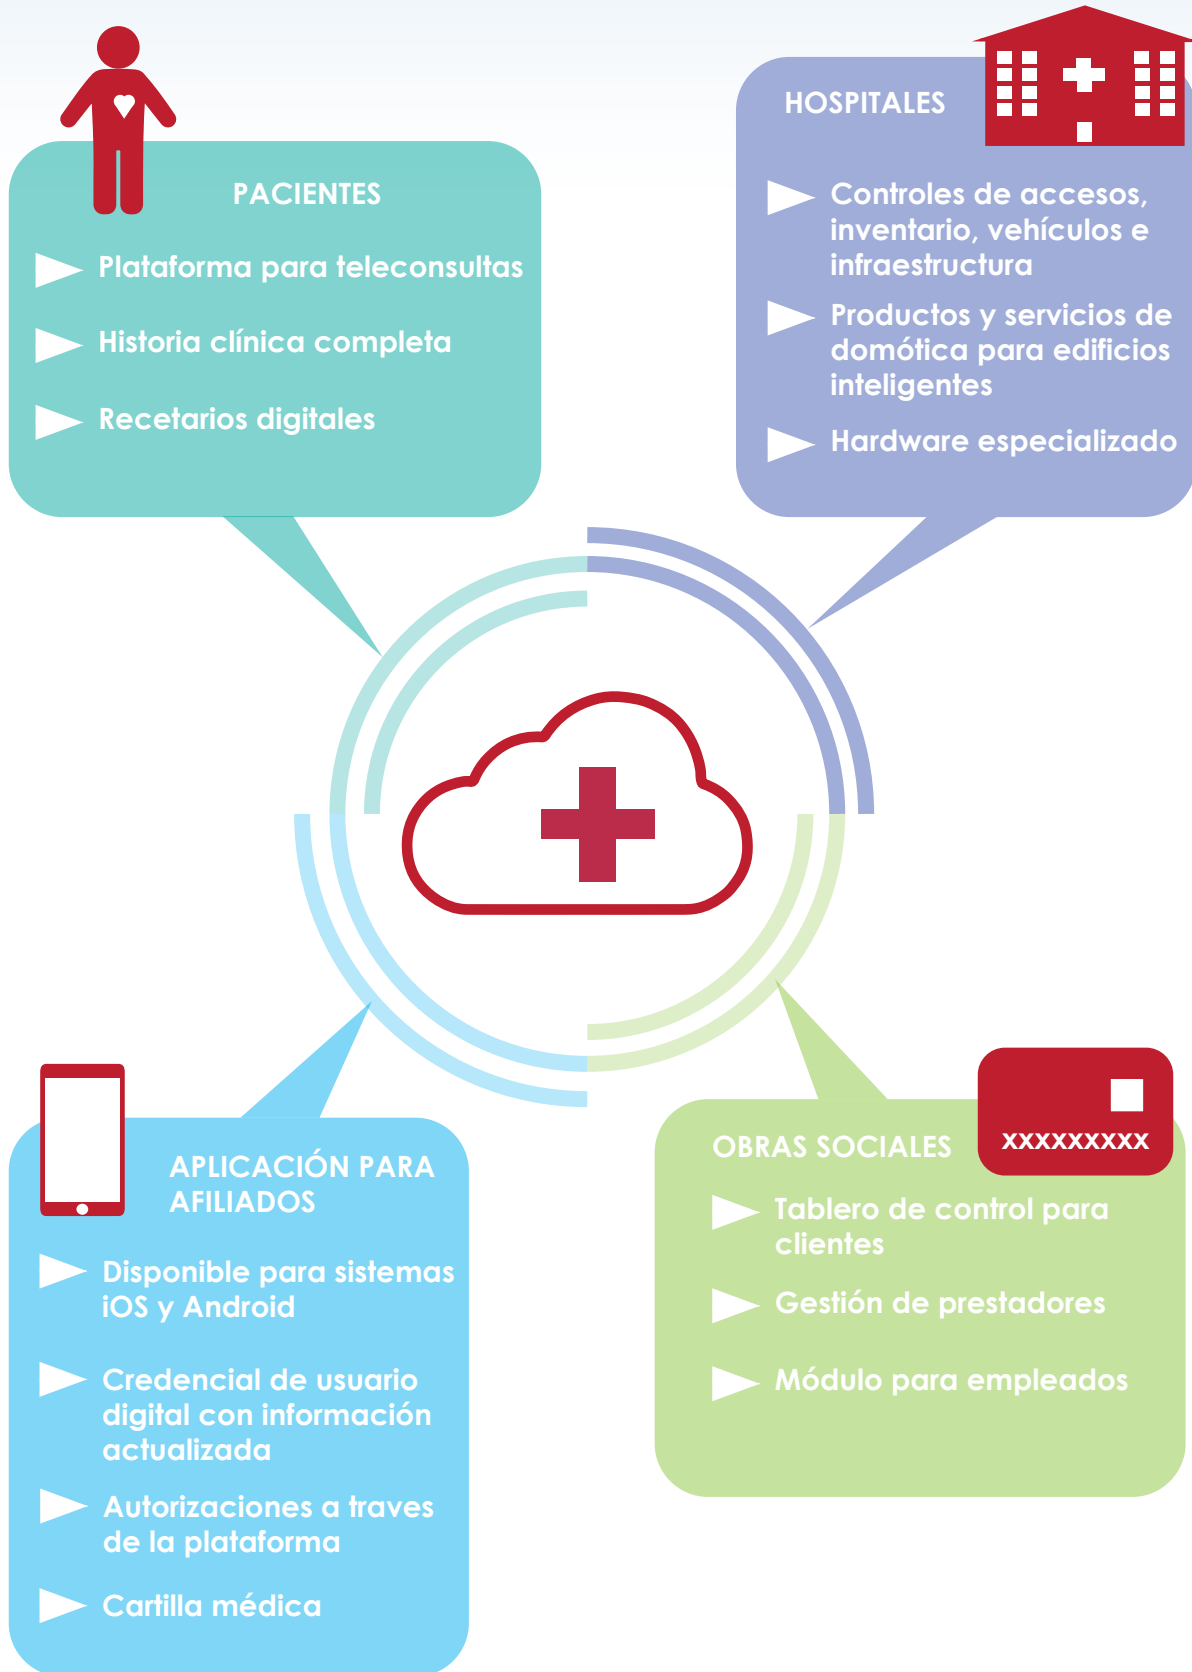 PACIENTES
Plataforma para teleconsultas
Historia clínica completa
Recetarios digitales
HOSPITALES
Controles de accesos,
inventario, vehículos e
infraestructura
Productos y servicios de
domótica para edificios
inteligentes
Hardware especializado
APLICACIÓN PARA
AFILIADOS
Disponible para sistemas
iOS y Android
Credencial de usuario
digital con información
actualizada
Autorizaciones a traves
de la plataforma
Cartilla médica
OBRAS SOCIALES
xxxxxxxxx
Tablero de control para
clientes
Gestión de prestadores
Módulo para empleados